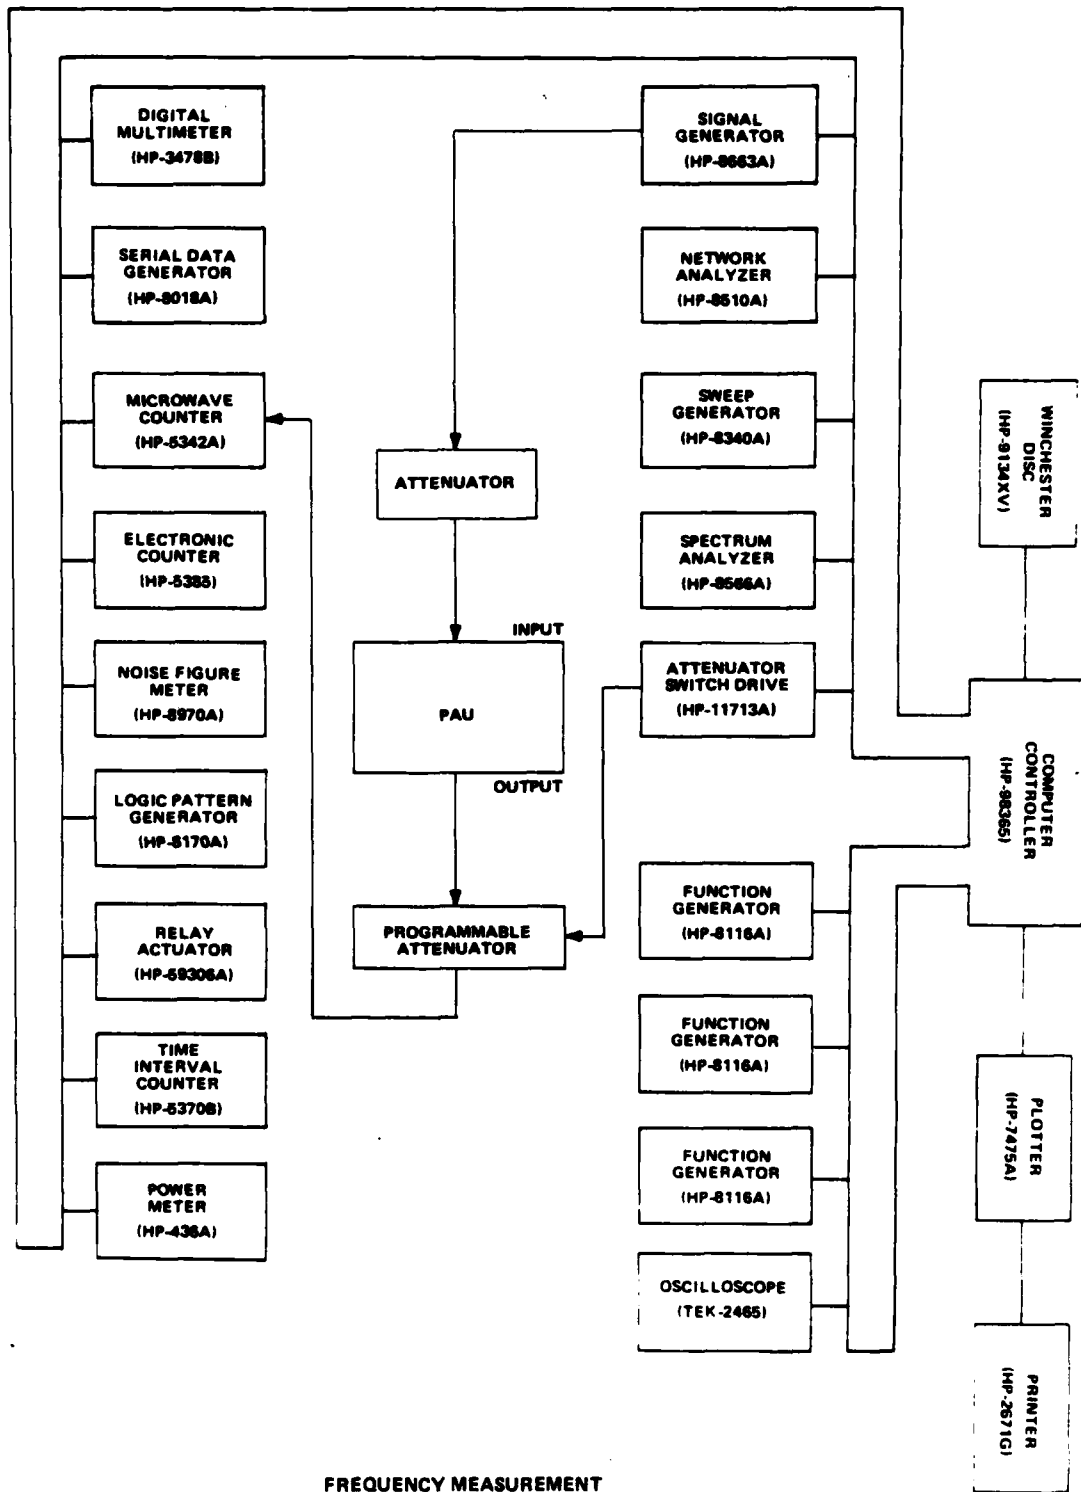 DIGITAL
MULTIMETER
(HP-3478B)
SERIAL DATA
GENERATOR
(HP-8018A)
MICROWAVE
COUNTER
(HP-5342A)
ELECTRONIC
COUNTER
(HP-5385)
NOISE FIGURE
METER
(HP-8970A)
LOGIC PATTERN
GENERATOR
(HP-8170A)
RELAY
ACTUATOR
(HP-59306A)
TIME
INTERVAL
COUNTER
(HP-5370B)
POWER
METER
(HP-436A)
ATTENUATOR
INPUT
PAU
OUTPUT
PROGRAMMABLE
ATTENUATOR
SIGNAL
GENERATOR
(HP-8663A)
NETWORK
ANALYZER
(HP-8510A)
SWEEP
GENERATOR
(HP-8340A)
SPECTRUM
ANALYZER
(HP-8566A)
ATTENUATOR
SWITCH DRIVE
(HP-11713A)
FUNCTION
GENERATOR
(HP-8116A)
FUNCTION
GENERATOR
(HP-8116A)
FUNCTION
GENERATOR
(HP-8116A)
OSCILLOSCOPE
(TEK-2465)
WINCHESTER
DISC
(HP-9134XV)
COMPUTER
CONTROLLER
(HP-98365)
PLOTTER
(HP-7475A)
PRINTER
(HP-2671G)
FREQUENCY MEASUREMENT